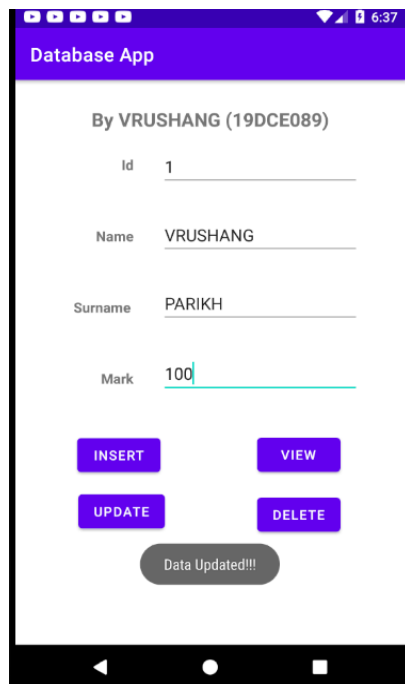 6:37
Database App
By VRUSHANG (19DCE089)
Id 1
Name VRUSHANG
Surname PARIKH
Mark 100
INSERT VIEW
UPDATE DELETE
Data Updated!!!